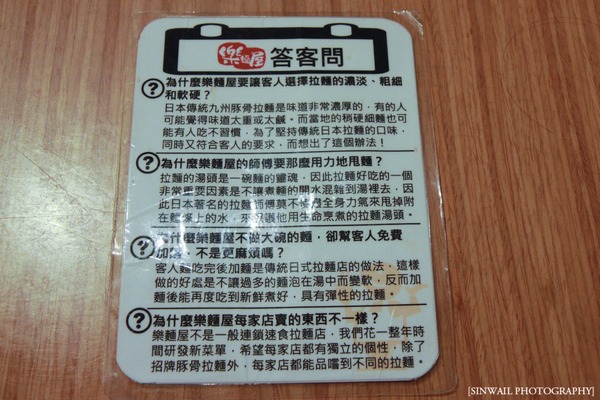 樂麵屋 答客問
為什麼樂麵屋要讓客人選擇拉麵的濃淡、粗細
和軟硬？
日本傳統九州豚骨拉麵是味道非常濃厚的，有的人
可能覺得味道太重或太鹹。而當地的稍硬細麵也可
能有人吃不習慣，為了堅持傳統日本拉麵的口味，
同時又符合客人的要求，而想出了這個辦法！
為什麼樂麵屋的師傅要那麼用力地甩麵？
拉麵的湯頭是一碗麵的靈魂，因此拉麵好吃的一個
非常重要因素是不讓煮麵的開水混雜到湯裡去，因
此日本著名的拉麵師傅莫不使盡全身力氣來甩掉附
在麵條上的水，來保護他用生命烹煮的拉麵湯頭。
為什麼樂麵屋不做大碗的麵，卻幫客人免費
加麵、不是更麻煩嗎？
客人麵吃完後加麵是傳統日式拉麵店的做法，這樣
做的好處是不讓過多的麵泡在湯中而變軟，反而加
麵後能再度吃到新鮮煮好，具有彈性的拉麵。
為什麼樂麵屋每家店賣的東西不一樣？
樂麵屋不是一般連鎖速食拉麵店，我們花一整年時
間研發新菜單，希望每家店都有獨立的個性，除了
招牌豚骨拉麵外，每家店都能品嚐到不同的拉麵。
[SINWAIL PHOTOGRAPHY]